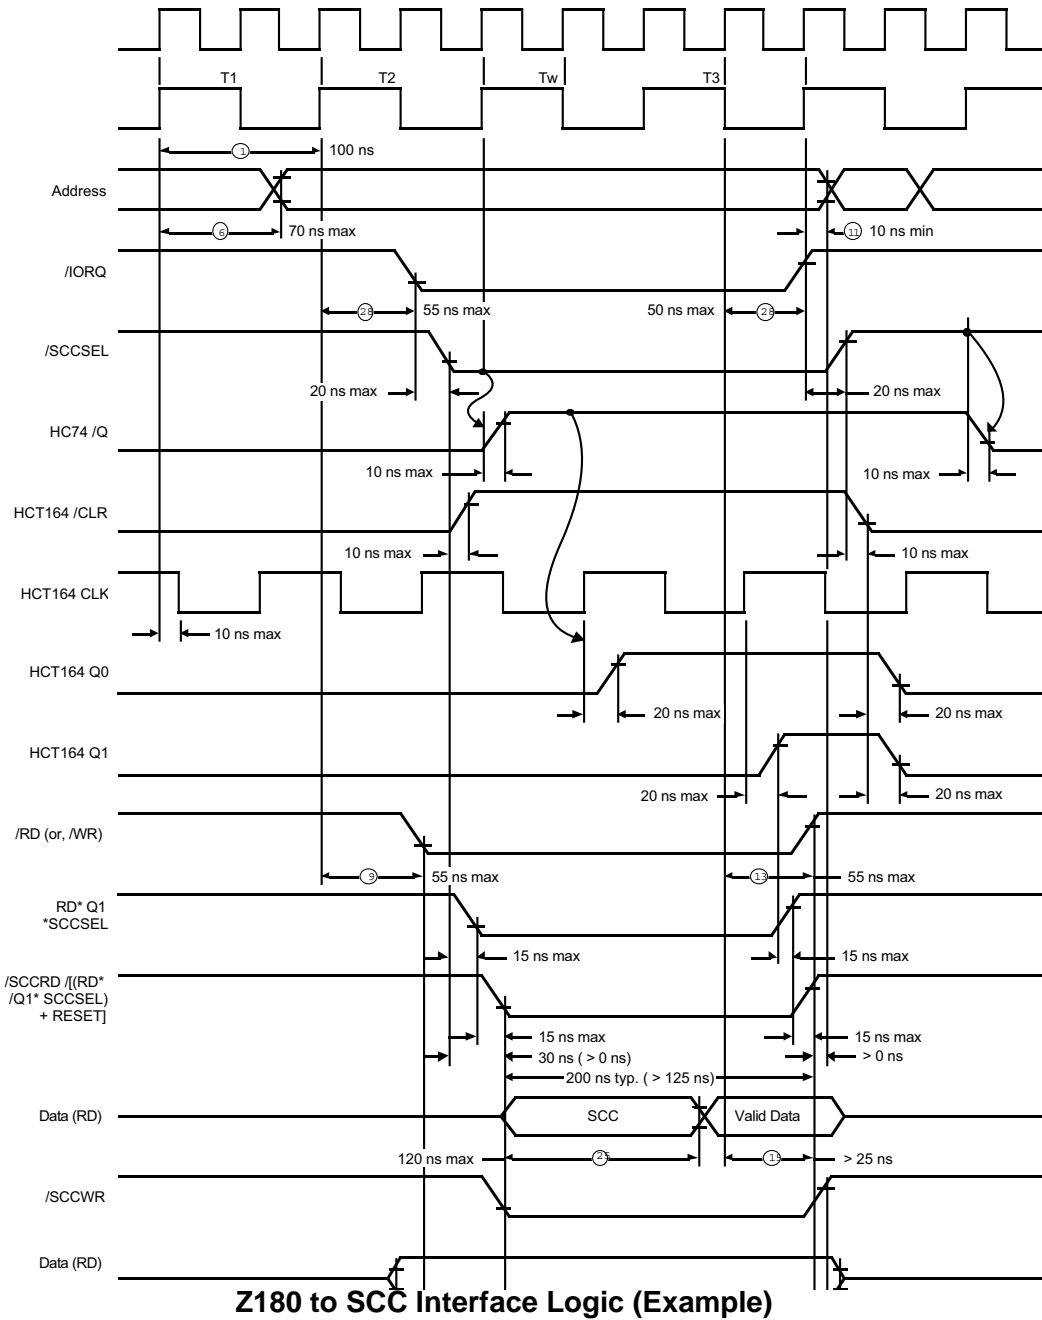 T1 T2 Tw T3
1 100 ns
Address
6 70 ns max 11 10 ns min
/IORQ
28 55 ns max 50 ns max 28
/SCCSEL
20 ns max 20 ns max
HC74 /Q
10 ns max 10 ns max
HCT164 /CLR
10 ns max 10 ns max
HCT164 CLK
10 ns max
HCT164 Q0
20 ns max 20 ns max
HCT164 Q1
20 ns max 20 ns max
/RD (or, /WR)
9 55 ns max 13 55 ns max
RD* Q1
*SCCSEL
15 ns max 15 ns max
/SCCRD /[(RD*
/Q1* SCCSEL)
+ RESET]
15 ns max 15 ns max
30 ns ( > 0 ns) > 0 ns
200 ns typ. ( > 125 ns)
Data (RD) SCC Valid Data
120 ns max 25 15 > 25 ns
/SCCWR
Data (RD)
Z180 to SCC Interface Logic (Example)